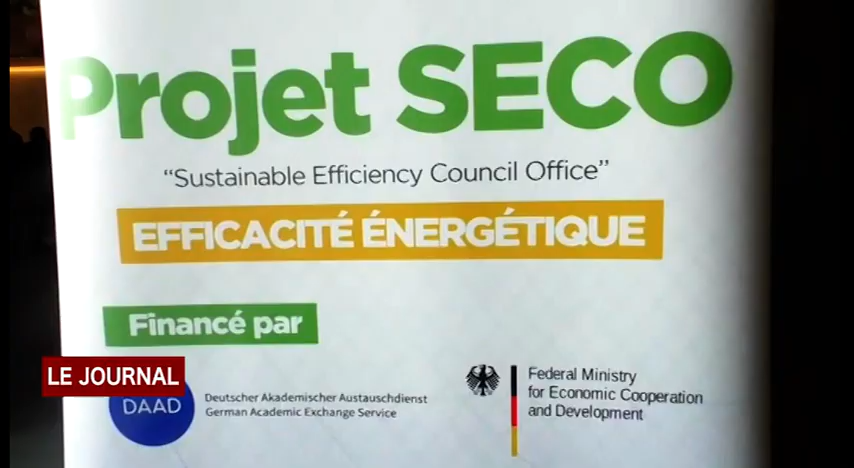 Projet SECO
“Sustainable Efficiency Council Office”
EFFICACITÉ ÉNERGÉTIQUE
Financé par
LE JOURNAL
DAAD
Deutscher Akademischer Austauschdienst
German Academic Exchange Service
Federal Ministry
for Economic Cooperation
and Development